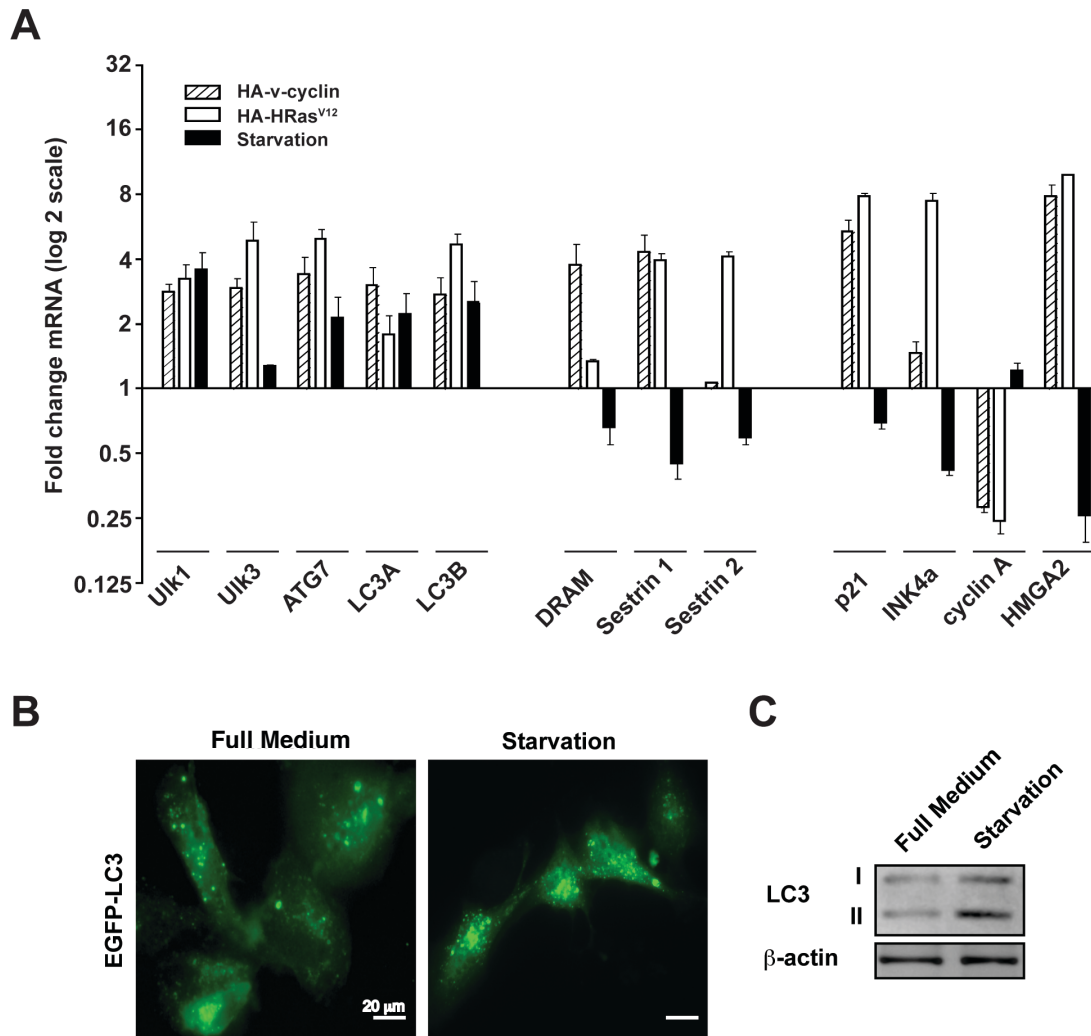 A
Fold change mRNA (log 2 scale)
32
16
8
4
2
1
0.5
0.25
0.125
HA-v-cyclin
HA-HRasV12
Starvation
Ulk1
Ulk3
ATG7
LC3A
LC3B
DRAM
Sestrin 1
Sestrin 2
p21
INK4a
cyclin A
HMGA2
B
Full Medium
Starvation
EGFP-LC3
20 μm
C
Full Medium
Starvation
LC3
I
II
β-actin